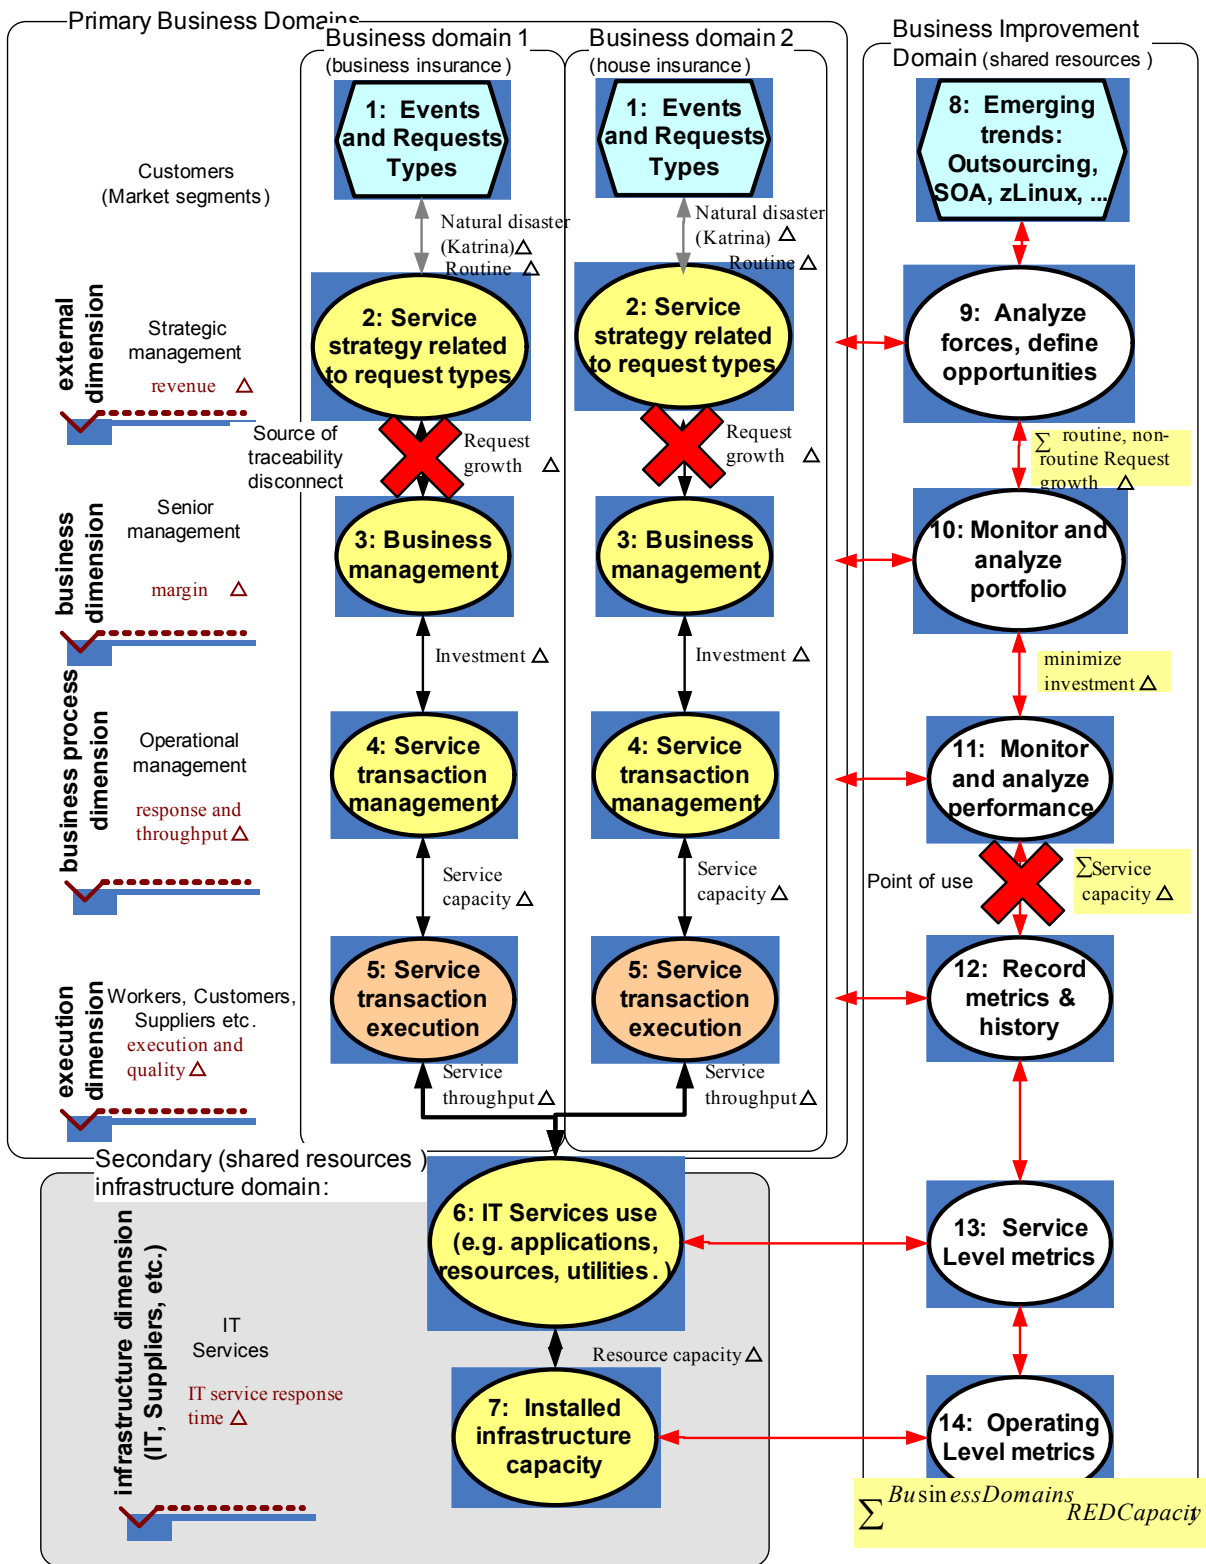 Primary Business Domains
Business domain 1
(business insurance )
Business domain 2
(house insurance )
Business Improvement
Domain (shared resources )
1: Events
and Requests
Types
1: Events
and Requests
Types
8: Emerging
trends:
Outsourcing,
SOA, zLinux, ...
Customers
(Market segments)
Natural disaster
(Katrina) △
Routine △
Natural disaster
(Katrina) △
Routine △
external
dimension
Strategic
management
revenue △
2: Service
strategy related
to request types
2: Service
strategy related
to request types
9: Analyze
forces, define
opportunities
Source of
traceability
disconnect
Request
growth △
Request
growth △
∑ routine, non-
routine Request
growth △
business
dimension
Senior
management
margin △
3: Business
management
3: Business
management
10: Monitor and
analyze
portfolio
Investment △
Investment △
minimize
investment △
business process
dimension
Operational
management
response and
throughput △
4: Service
transaction
management
4: Service
transaction
management
11: Monitor
and analyze
performance
Service
capacity △
Service
capacity △
Point of use
∑Service
capacity △
execution
dimension
Workers, Customers,
Suppliers etc.
execution and
quality △
5: Service
transaction
execution
5: Service
transaction
execution
12: Record
metrics &
history
Service
throughput △
Service
throughput △
Secondary (shared resources )
infrastructure domain:
infrastructure dimension
(IT, Suppliers, etc.)
IT
Services
IT service response
time △
6: IT Services use
(e.g. applications,
resources, utilities. )
13: Service
Level metrics
Resource capacity △
7: Installed
infrastructure
capacity
14: Operating
Level metrics
∑ BusinessDomains REDCapacity